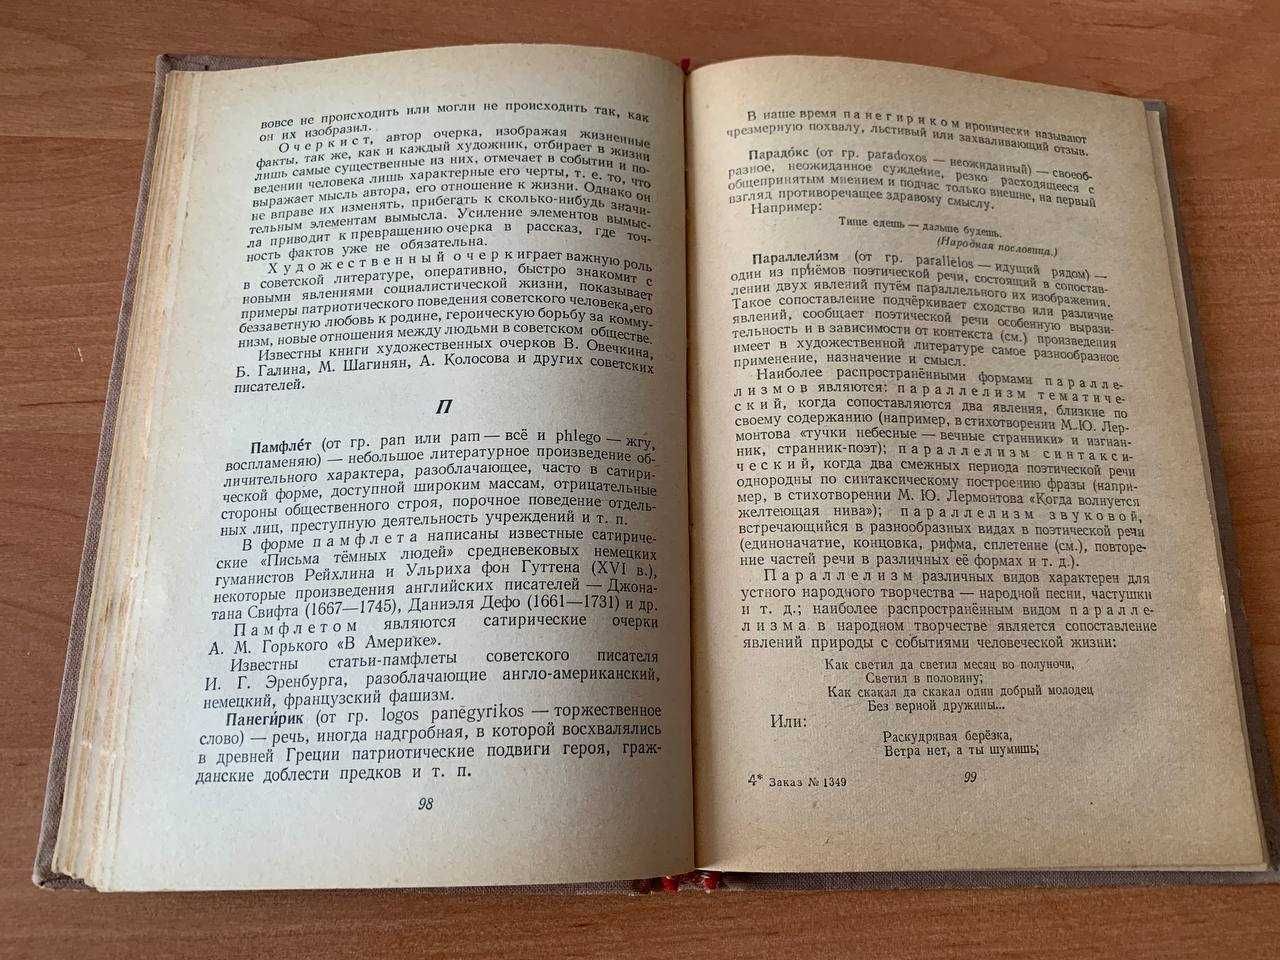 вовсе не происходить или могли не происходить так, как
он их изобразил.
Очеркист, автор очерка, изображая жизненные
факты, так же, как и каждый художник, отбирает в жизни
лишь самые существенные из них, отмечает в событии и по-
ведении человека лишь характерные его черты, т. е. то, что
выражает мысль автора, его отношение к жизни. Однако он
не вправе их изменять, прибегать к сколько-нибудь значи-
тельным элементам вымысла. Усиление элементов вымыс-
ла приводит к превращению очерка в рассказ, где точ-
ность фактов уже не обязательна.
Художественный очерк играет важную роль
в советской литературе, оперативно, быстро знакомит с
новыми явлениями социалистической жизни, показывает
примеры патриотического поведения советского человека, его
беззаветную любовь к родине, героическую борьбу за комму-
низм, новые отношения между людьми в советском обществе.
Известны книги художественных очерков В. Овечкина,
Б. Галина, М. Шагинян, А. Колосова и других советских
писателей.
П
Памфле́т (от гр. pan или pam — всё и phlego — жгу,
воспламеняю) — небольшое литературное произведение об-
личительного характера, разоблачающее, часто в сатири-
ческой форме, доступной широким массам, отрицательные
стороны общественного строя, порочное поведение отдель-
ных лиц, преступную деятельность учреждений и т. п.
В форме памфлета написаны известные сатириче-
ские «Письма тёмных людей» средневековых немецких
гуманистов Рейхлина и Ульриха фон Гуттена (XVI в.),
некоторые произведения английских писателей — Джона-
тана Свифта (1667—1745), Даниэля Дефо (1661—1731) и др.
Памфлетом являются сатирические очерки
А. М. Горького «В Америке».
Известны статьи-памфлеты советского писателя
И. Г. Эренбурга, разоблачающие англо-американский,
немецкий, французский фашизм.
Панеги́рик (от гр. logos panēgyrikos — торжественное
слово) — речь, иногда надгробная, в которой восхвалялись
в древней Греции патриотические подвиги героя, граж-
данские доблести предков и т. п.
98
В наше время панегириком иронически называют
чрезмерную похвалу, льстивый или захваливающий отзыв.
Парадо́кс (от гр. paradoxos — неожиданный) — своеоб-
разное, неожиданное суждение, резко расходящееся с
общепринятым мнением и подчас только внешне, на первый
взгляд противоречащее здравому смыслу.
Например:
Тише едешь — дальше будешь.
(Народная пословица.)
Параллели́зм (от гр. parallēlos — идущий рядом) —
один из приёмов поэтической речи, состоящий в сопостав-
лении двух явлений путём параллельного их изображения.
Такое сопоставление подчёркивает сходство или различие
явлений, сообщает поэтической речи особенную вырази-
тельность и в зависимости от контекста (см.) произведения
имеет в художественной литературе самое разнообразное
применение, назначение и смысл.
Наиболее распространёнными формами паралле-
лизмов являются: параллелизм тематиче-
ский, когда сопоставляются два явления, близкие по
своему содержанию (например, в стихотворении М. Ю. Лер-
монтова «тучки небесные — вечные странники» и изгнан-
ник, странник-поэт); параллелизм синтакси-
ческий, когда два смежных периода поэтической речи
однородны по синтаксическому построению фразы (напри-
мер, в стихотворении М. Ю. Лермонтова «Когда волнуется
желтеющая нива»); параллелизм звуковой,
встречающийся в разнообразных видах в поэтической речи
(единоначатие, концовка, рифма, сплетение (см.), повторе-
ние частей речи в различных её формах и т. д.).
Параллелизм различных видов характерен для
устного народного творчества — народной песни, частушки
и т. д.; наиболее распространённым видом паралле-
лизма в народном творчестве является сопоставление
явлений природы с событиями человеческой жизни:
Как светил да светил месяц во полуночи,
Светил в половину;
Как скакал да скакал один добрый молодец
Без верной дружины...
Или:
Раскудрявая берёзка,
Ветра нет, а ты шумишь;
4* Заказ № 1349
99